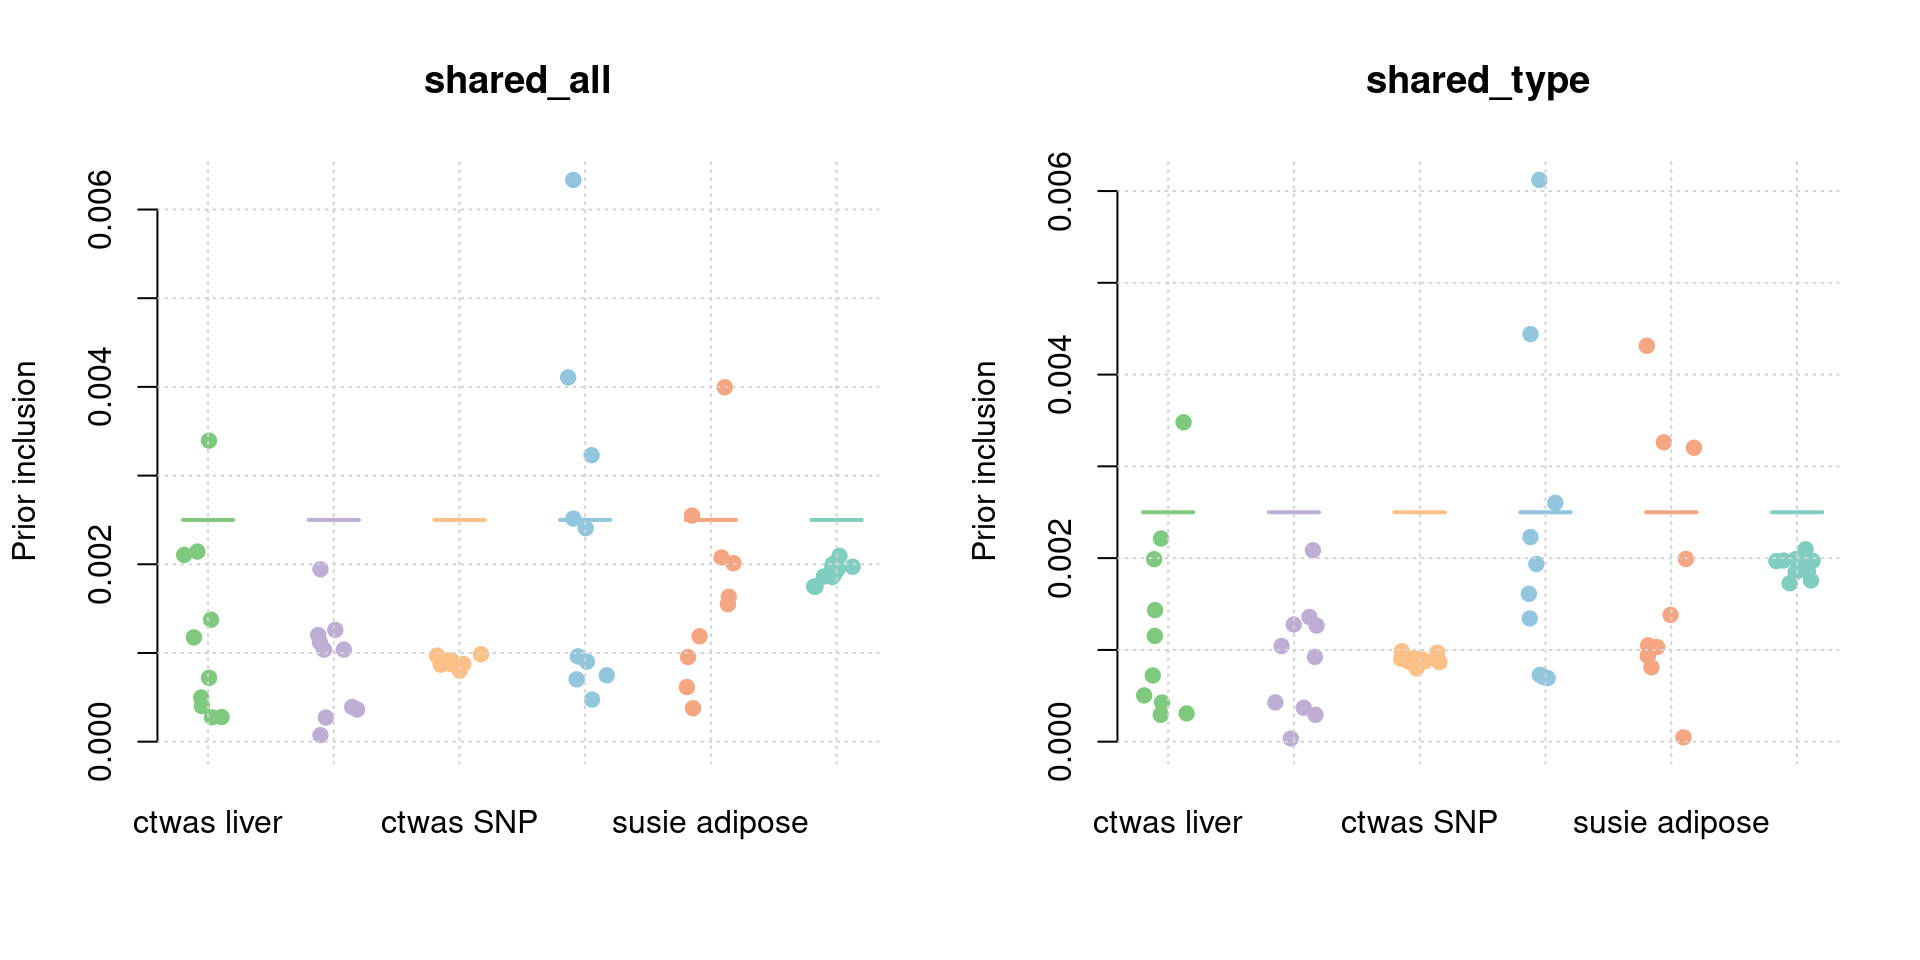 shared_all
Prior inclusion
0.006
0.004
0.002
0.000
ctwas liver
ctwas SNP
susie adipose
shared_type
Prior inclusion
0.006
0.004
0.002
0.000
ctwas liver
ctwas SNP
susie adipose